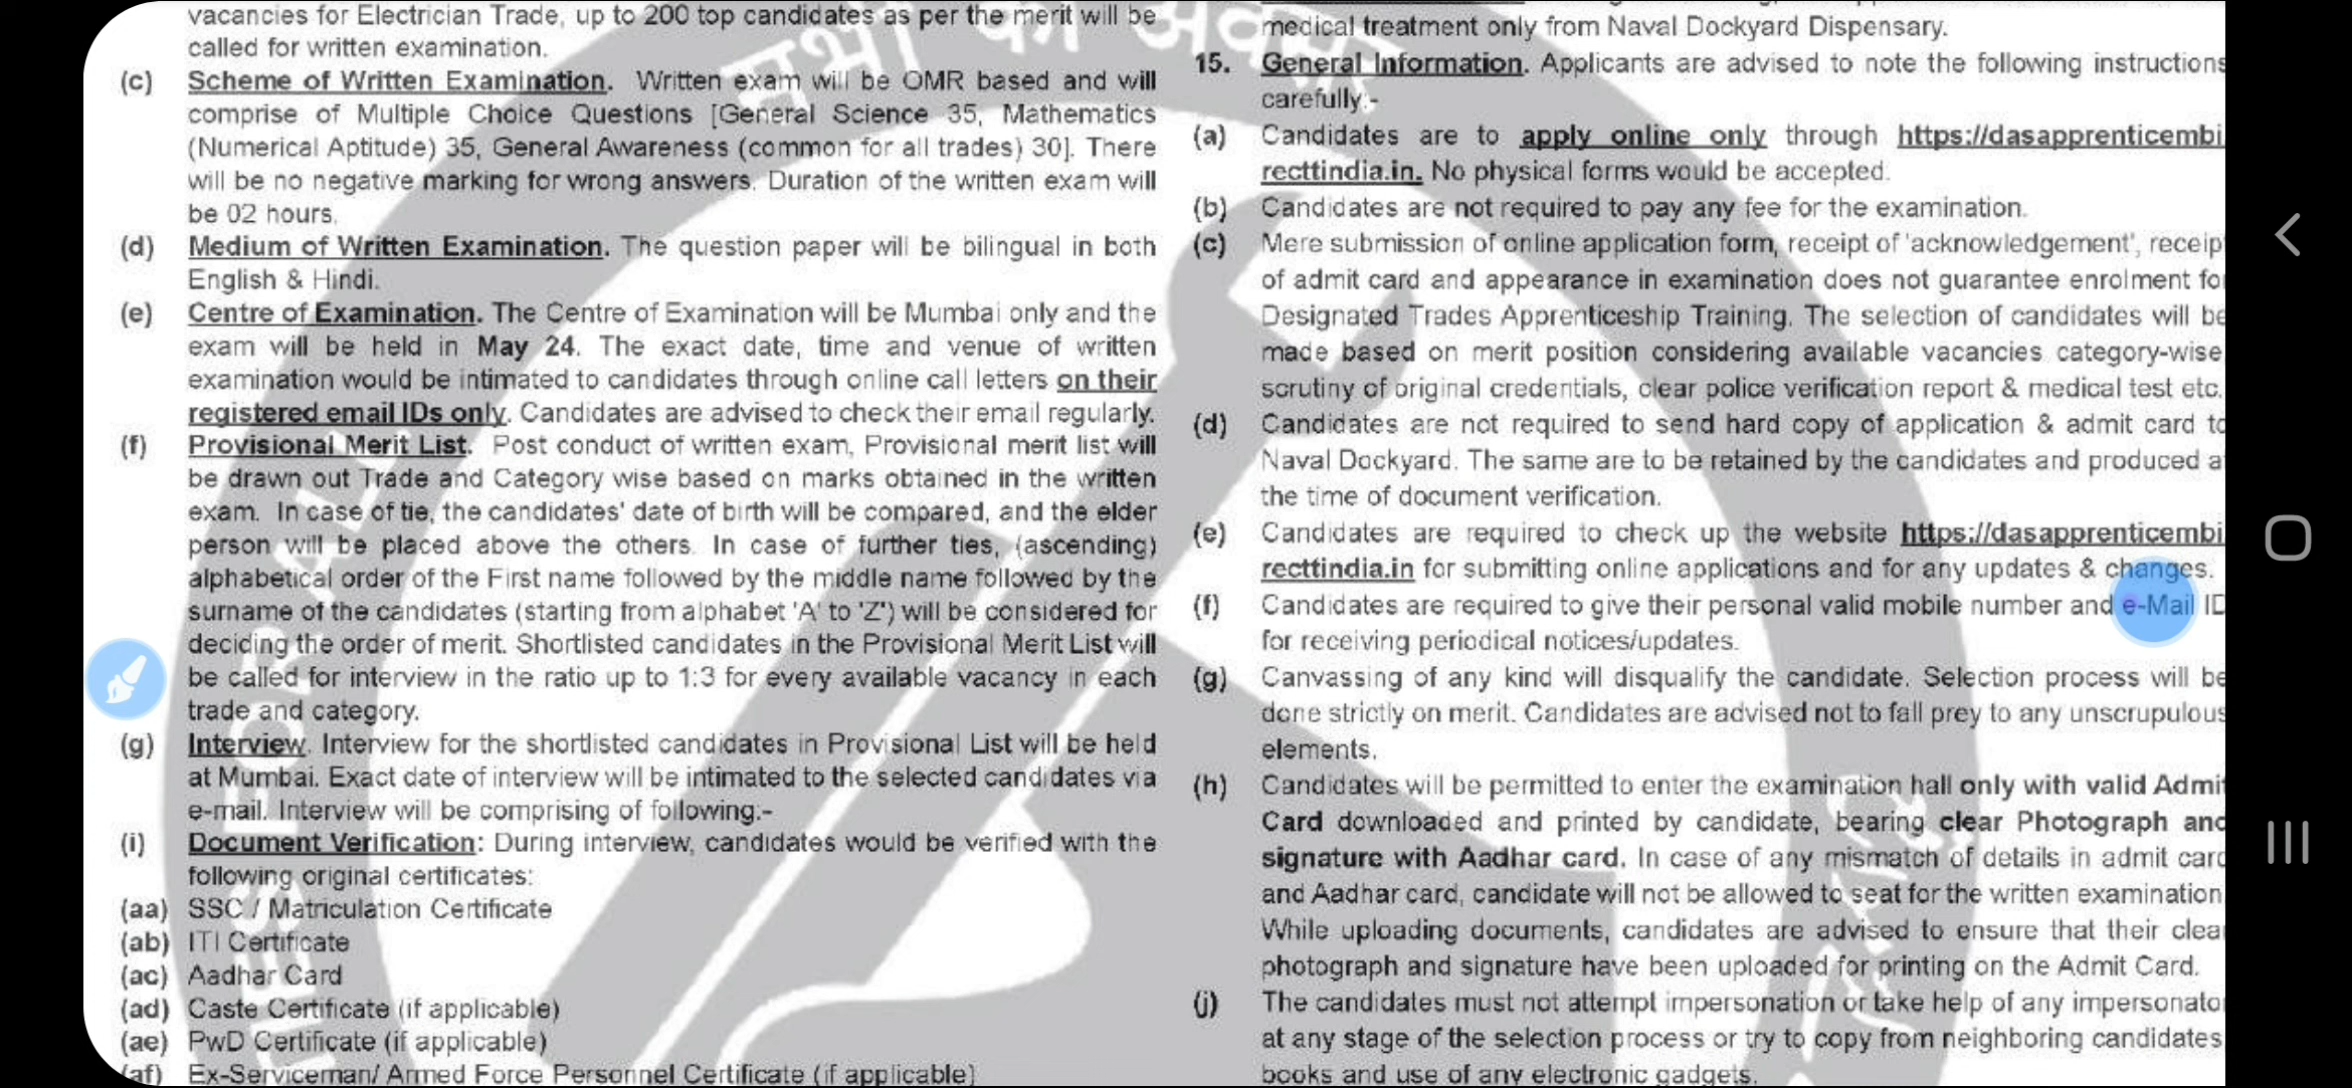 vacancies for Electrician Trade, up to 200 top candidates as per the merit will be
called for written examination.
(c) Scheme of Written Examination. Written exam will be OMR based and will
comprise of Multiple Choice Questions [General Science 35, Mathematics
(Numerical Aptitude) 35, General Awareness (common for all trades) 30]. There
will be no negative marking for wrong answers. Duration of the written exam will
be 02 hours.
(d) Medium of Written Examination. The question paper will be bilingual in both
English & Hindi.
(e) Centre of Examination. The Centre of Examination will be Mumbai only and the
exam will be held in May 24. The exact date, time and venue of written
examination would be intimated to candidates through online call letters on their
registered email IDs only. Candidates are advised to check their email regularly.
(f) Provisional Merit List. Post conduct of written exam, Provisional merit list will
be drawn out Trade and Category wise based on marks obtained in the written
exam. In case of tie, the candidates' date of birth will be compared, and the elder
person will be placed above the others. In case of further ties, (ascending)
alphabetical order of the First name followed by the middle name followed by the
surname of the candidates (starting from alphabet 'A' to 'Z') will be considered for
deciding the order of merit. Shortlisted candidates in the Provisional Merit List will
be called for interview in the ratio up to 1:3 for every available vacancy in each
trade and category.
(g) Interview. Interview for the shortlisted candidates in Provisional List will be held
at Mumbai. Exact date of interview will be intimated to the selected candidates via
e-mail. Interview will be comprising of following:-
(i) Document Verification: During interview, candidates would be verified with the
following original certificates:
(aa) SSC / Matriculation Certificate
(ab) ITI Certificate
(ac) Aadhar Card
(ad) Caste Certificate (if applicable)
(ae) PwD Certificate (if applicable)
(af) Ex-Serviceman/ Armed Force Personnel Certificate (if applicable)
medical treatment only from Naval Dockyard Dispensary.
15. General Information. Applicants are advised to note the following instructions
carefully:-
(a) Candidates are to apply online only through https://dasapprenticembi
recttindia.in. No physical forms would be accepted.
(b) Candidates are not required to pay any fee for the examination.
(c) Mere submission of online application form, receipt of 'acknowledgement', receip
of admit card and appearance in examination does not guarantee enrolment for
Designated Trades Apprenticeship Training. The selection of candidates will be
made based on merit position considering available vacancies category-wise
scrutiny of original credentials, clear police verification report & medical test etc.
(d) Candidates are not required to send hard copy of application & admit card to
Naval Dockyard. The same are to be retained by the candidates and produced a
the time of document verification.
(e) Candidates are required to check up the website https://dasapprenticembi
recttindia.in for submitting online applications and for any updates & changes.
(f) Candidates are required to give their personal valid mobile number and e-Mail ID
for receiving periodical notices/updates.
(g) Canvassing of any kind will disqualify the candidate. Selection process will be
done strictly on merit. Candidates are advised not to fall prey to any unscrupulous
elements.
(h) Candidates will be permitted to enter the examination hall only with valid Admi
Card downloaded and printed by candidate, bearing clear Photograph and
signature with Aadhar card. In case of any mismatch of details in admit card
and Aadhar card, candidate will not be allowed to seat for the written examination
While uploading documents, candidates are advised to ensure that their clea
photograph and signature have been uploaded for printing on the Admit Card.
(j) The candidates must not attempt impersonation or take help of any impersonato
at any stage of the selection process or try to copy from neighboring candidates
books and use of any electronic gadgets.